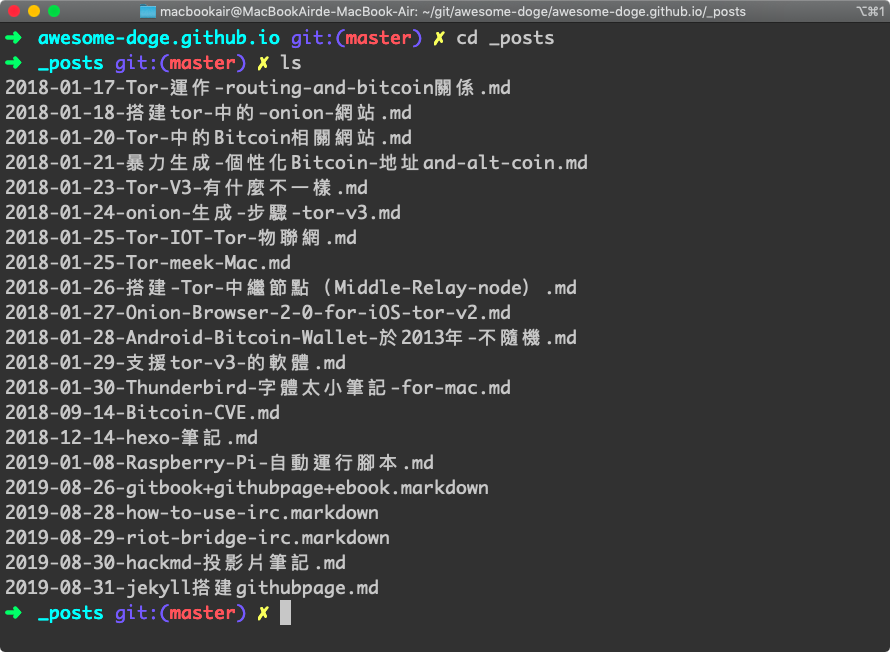 macbookair@MacBookAirde-MacBook-Air: ~/git/awesome-doge/awesome-doge.github.io/_posts ⌥⌘1
➜ awesome-doge.github.io git:(master) ✗ cd _posts
➜ _posts git:(master) ✗ ls
2018-01-17-Tor-運作-routing-and-bitcoin關係.md
2018-01-18-搭建tor-中的-onion-網站.md
2018-01-20-Tor-中的Bitcoin相關網站.md
2018-01-21-暴力生成-個性化Bitcoin-地址and-alt-coin.md
2018-01-23-Tor-V3-有什麼不一樣.md
2018-01-24-onion-生成-步驟-tor-v3.md
2018-01-25-Tor-IOT-Tor-物聯網.md
2018-01-25-Tor-meek-Mac.md
2018-01-26-搭建-Tor-中繼節點（Middle-Relay-node）.md
2018-01-27-Onion-Browser-2-0-for-iOS-tor-v2.md
2018-01-28-Android-Bitcoin-Wallet-於2013年-不隨機.md
2018-01-29-支援tor-v3-的軟體.md
2018-01-30-Thunderbird-字體太小筆記-for-mac.md
2018-09-14-Bitcoin-CVE.md
2018-12-14-hexo-筆記.md
2019-01-08-Raspberry-Pi-自動運行腳本.md
2019-08-26-gitbook+githubpage+ebook.markdown
2019-08-28-how-to-use-irc.markdown
2019-08-29-riot-bridge-irc.markdown
2019-08-30-hackmd-投影片筆記.md
2019-08-31-jekyll搭建githubpage.md
➜ _posts git:(master) ✗